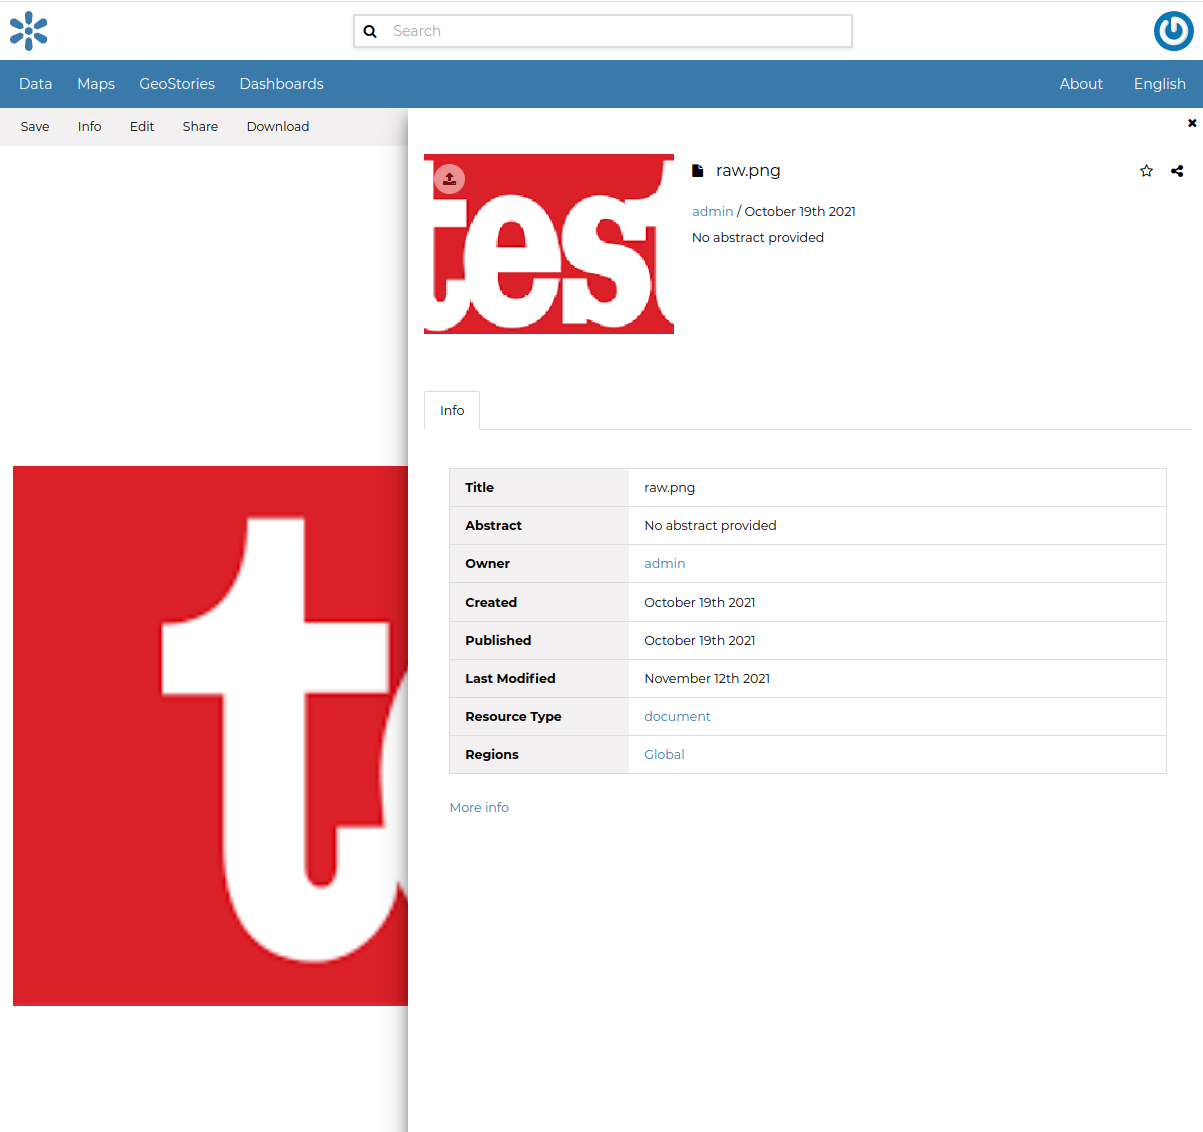 Search
Data Maps GeoStories Dashboards About English
Save Info Edit Share Download
test
raw.png
admin / October 19th 2021
No abstract provided
Info
Title raw.png
Abstract No abstract provided
Owner admin
Created October 19th 2021
Published October 19th 2021
Last Modified November 12th 2021
Resource Type document
Regions Global
More info
t